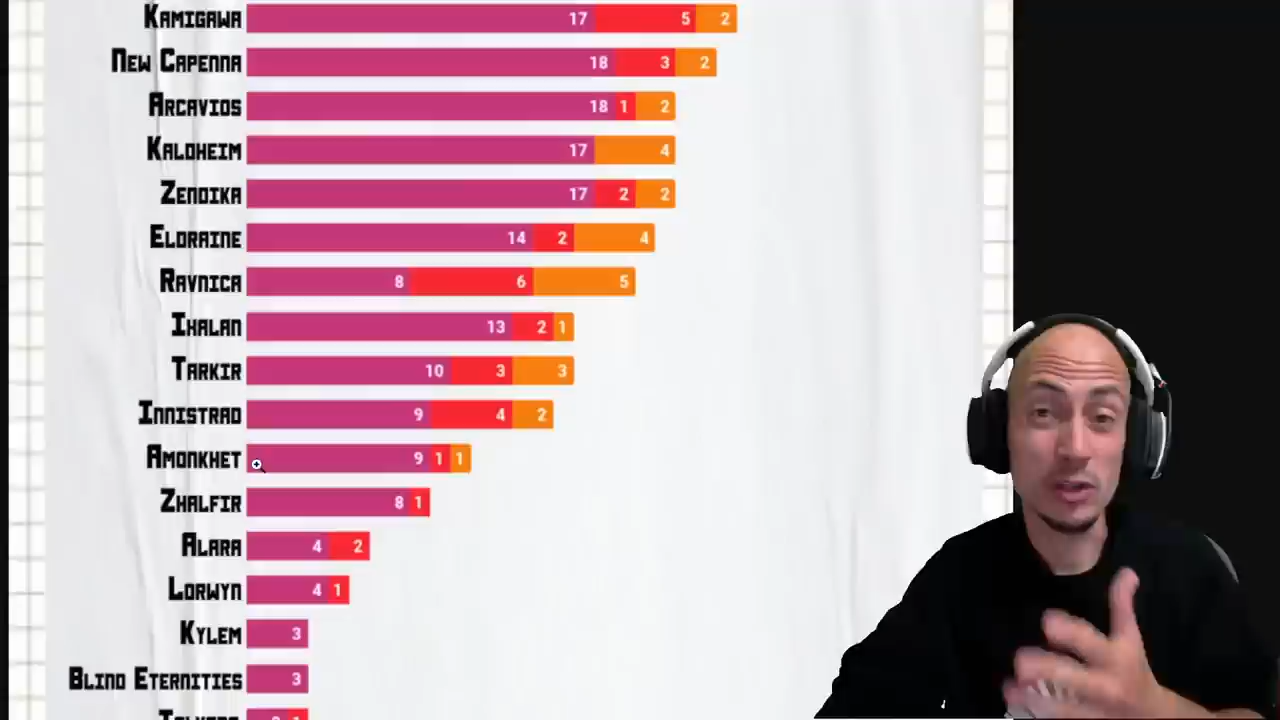 Kamigawa 17 5 2
New Capenna 18 3 2
Arcavios 18 1 2
Kaldheim 17 4
Zendika 17 2 2
Eldraine 14 2 4
Ravnica 8 6 5
Ixalan 13 2 1
Tarkir 10 3 3
Innistrad 9 4 2
Amonkhet 9 1 1
Zhalfir 8 1
Alara 4 2
Lorwyn 4 1
Kylem 3
Blind Eternities 3